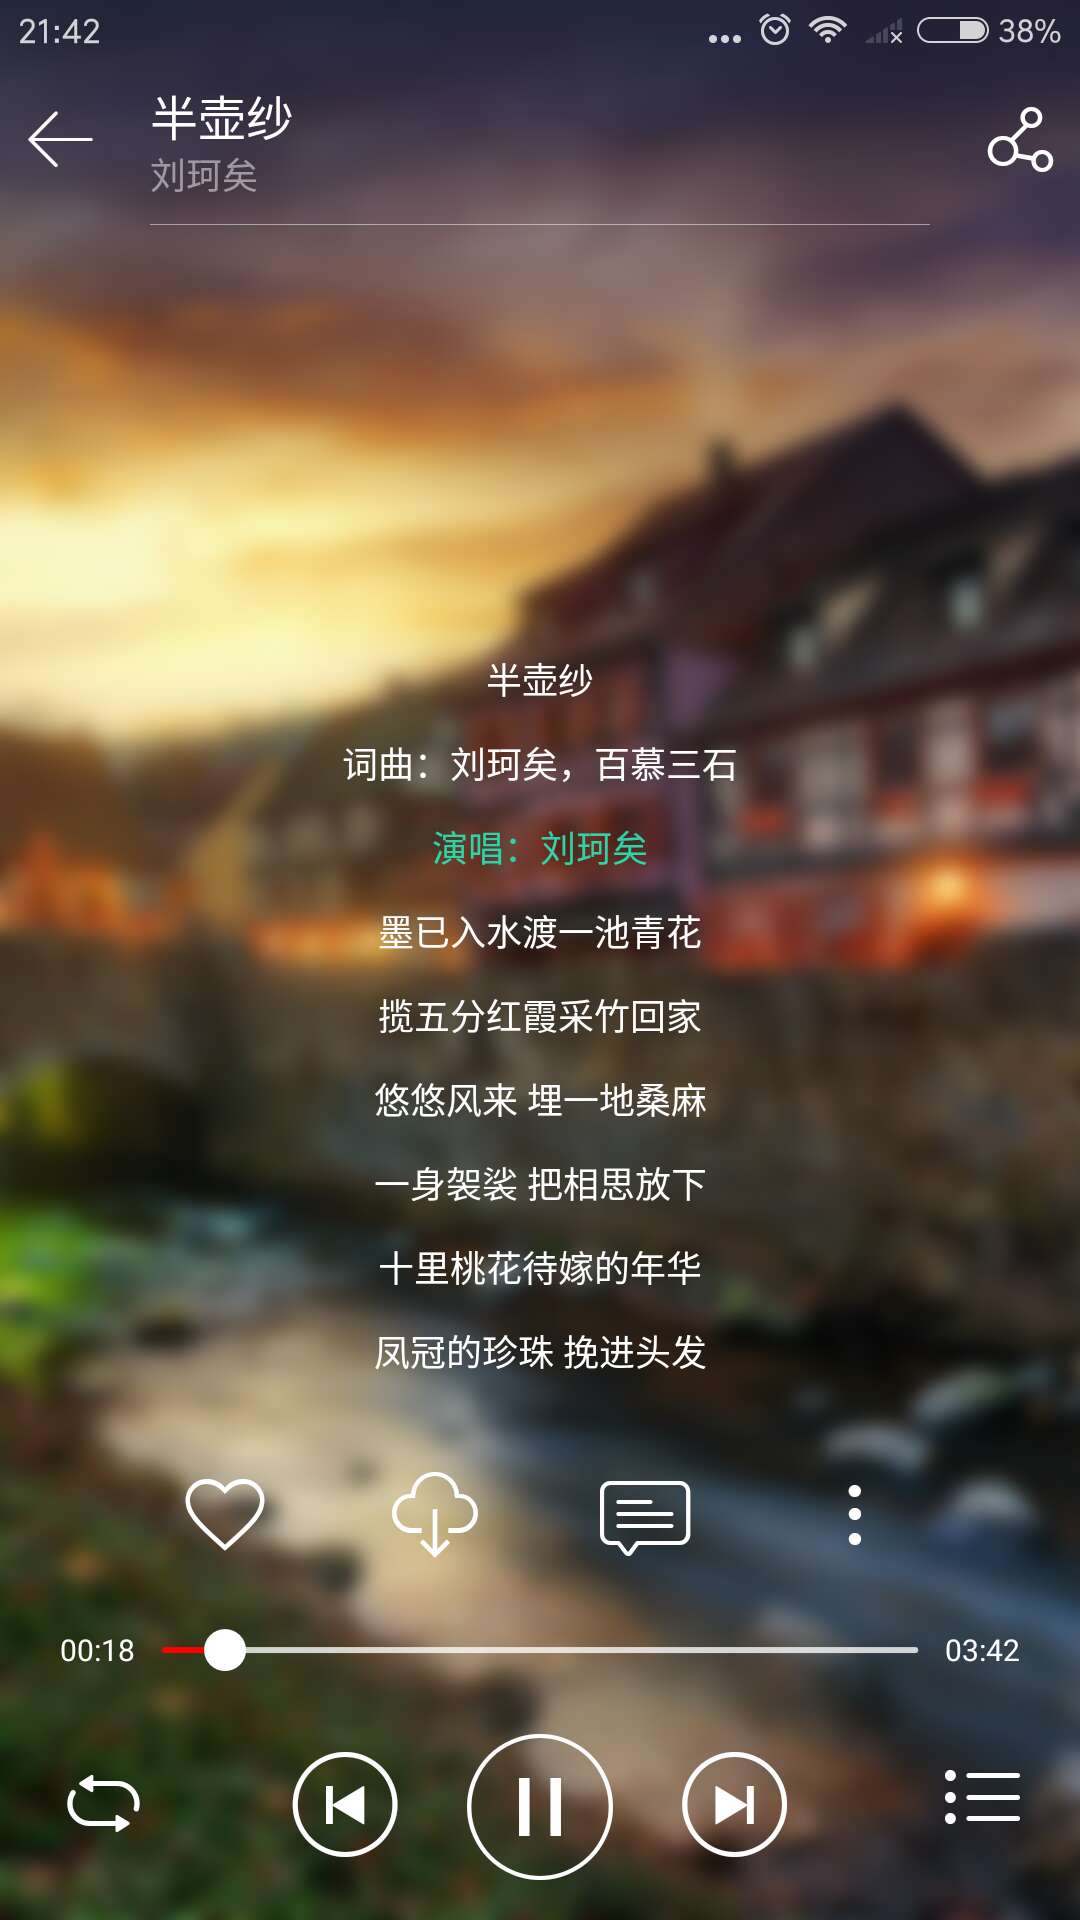 21:42
38%
半壶纱
刘珂矣
半壶纱
词曲：刘珂矣，百慕三石
演唱：刘珂矣
墨已入水渡一池青花
揽五分红霞采竹回家
悠悠风来 埋一地桑麻
一身袈裟 把相思放下
十里桃花待嫁的年华
凤冠的珍珠 挽进头发
00:18
03:42